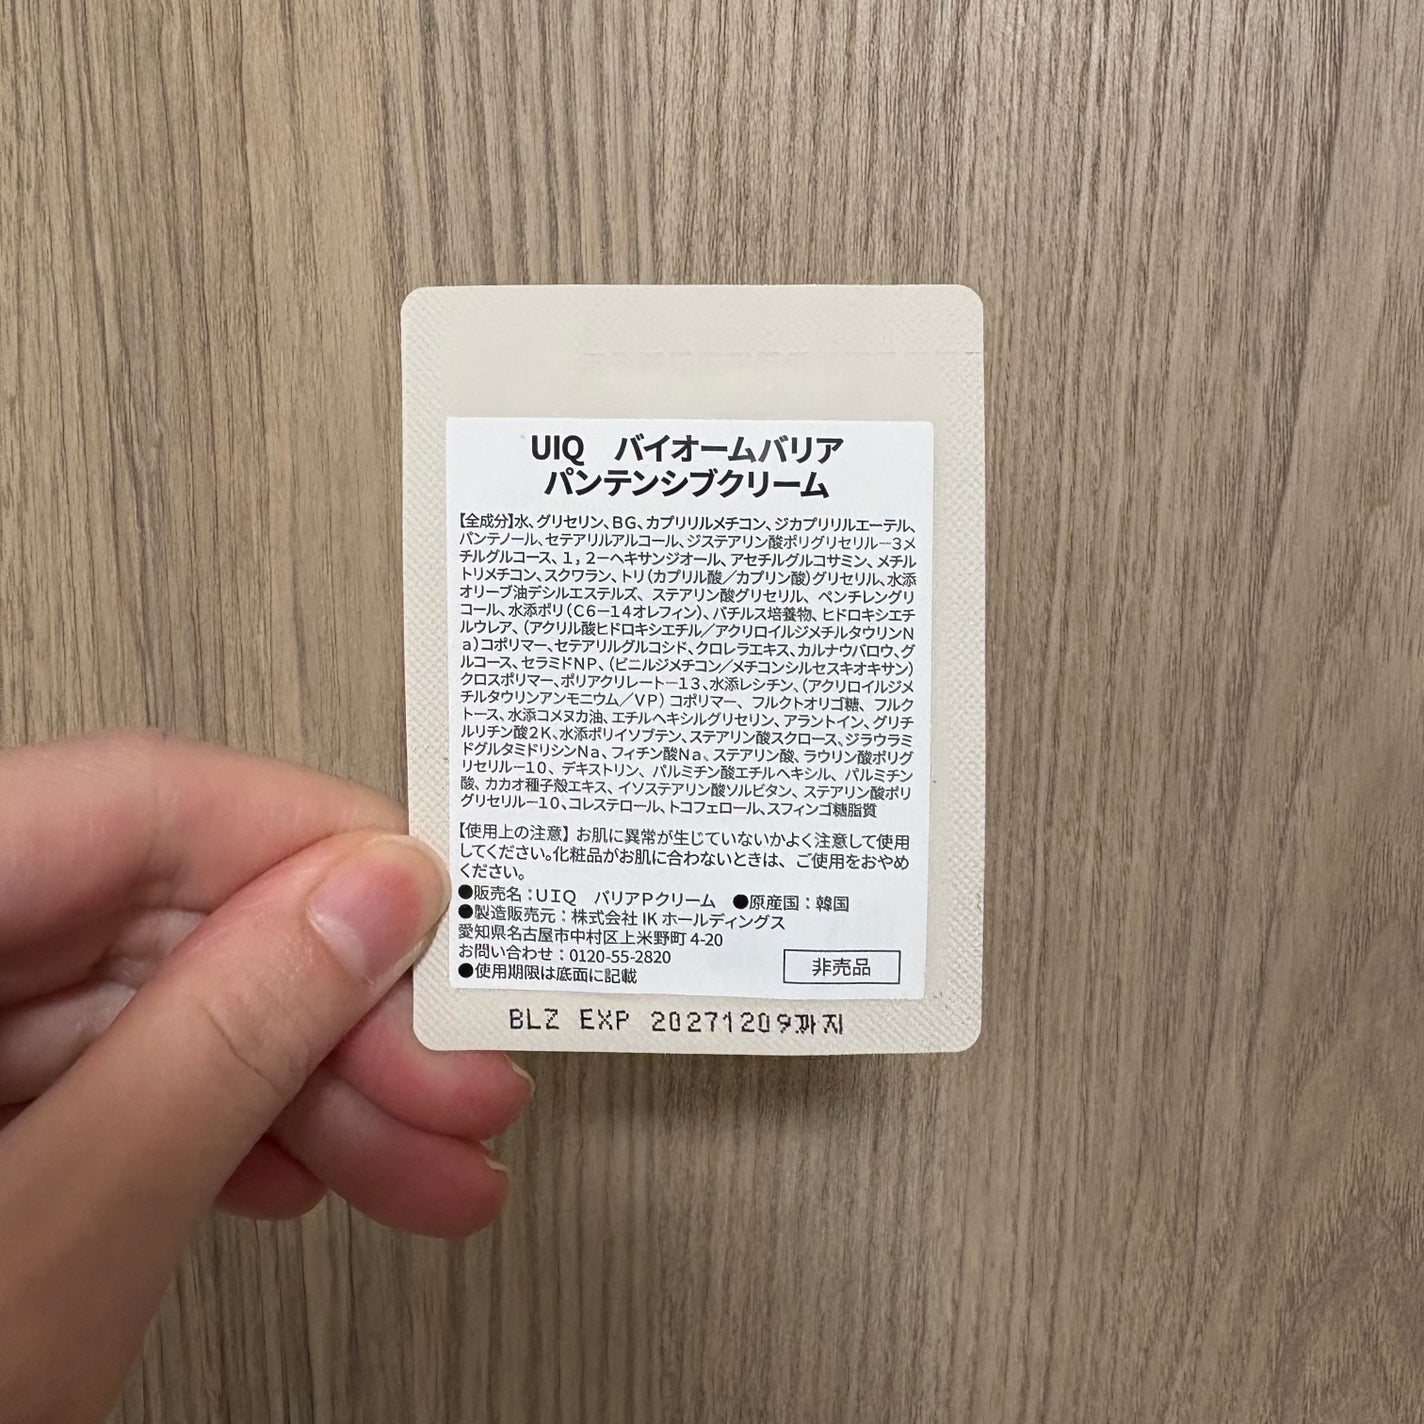 UIQ　バイオームバリア
パンテンシブクリーム
【全成分】水、グリセリン、BG、カプリリルメチコン、ジカプリリルエーテル、
パンテノール、セテアリルアルコール、ジステアリン酸ポリグリセリル－3メ
チルグルコース、1，2－ヘキサンジオール、アセチルグルコサミン、メチル
トリメチコン、スクワラン、トリ（カプリル酸／カプリン酸）グリセリル、水添
オリーブ油デシルエステルズ、ステアリン酸グリセリル、ペンチレングリ
コール、水添ポリ（C6－14オレフィン）、バチルス培養物、ヒドロキシエチ
ルウレア、（アクリル酸ヒドロキシエチル／アクリロイルジメチルタウリンN
a）コポリマー、セテアリルグルコシド、クロレラエキス、カルナウバロウ、グ
ルコース、セラミドNP、（ビニルジメチコン／メチコンシルセスキオキサン）
クロスポリマー、ポリアクリレート－13、水添レシチン、（アクリロイルジメ
チルタウリンアンモニウム／VP）コポリマー、フルクトオリゴ糖、フルク
トース、水添コメヌカ油、エチルヘキシルグリセリン、アラントイン、グリチ
ルリチン酸2K、水添ポリイソブテン、ステアリン酸スクロース、ジラウラミ
ドグルタミドリシンNa、フィチン酸Na、ステアリン酸、ラウリン酸ポリグ
リセリル－10、デキストリン、パルミチン酸エチルヘキシル、パルミチン
酸、カカオ種子殻エキス、イソステアリン酸ソルビタン、ステアリン酸ポリ
グリセリル－10、コレステロール、トコフェロール、スフィンゴ糖脂質
【使用上の注意】お肌に異常が生じていないかよく注意して使用
してください。化粧品がお肌に合わないときは、ご使用をおやめ
ください。
●販売名：UIQ　バリアPクリーム　●原産国：韓国
●製造販売元：株式会社 IK ホールディングス
愛知県名古屋市中村区上米野町 4-20
お問い合わせ：0120-55-2820
●使用期限は底面に記載
非売品
BLZ EXP 20271209까지